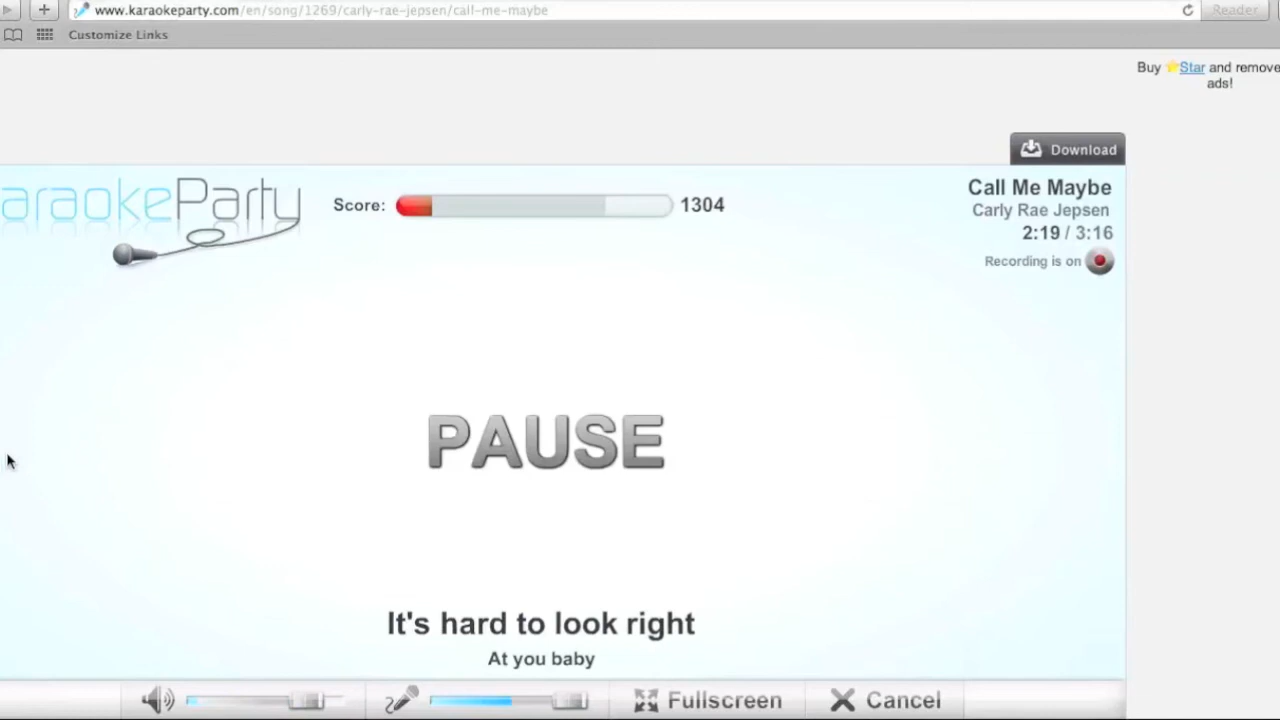 www.karaokeparty.com/en/song/1269/carly-rae-jepsen/call-me-maybe
Reader
Customize Links
Buy Star and remove
ads!
Download
araokeParty
Score: 1304
Call Me Maybe
Carly Rae Jepsen
2:19 / 3:16
Recording is on
PAUSE
It's hard to look right
At you baby
Fullscreen
Cancel